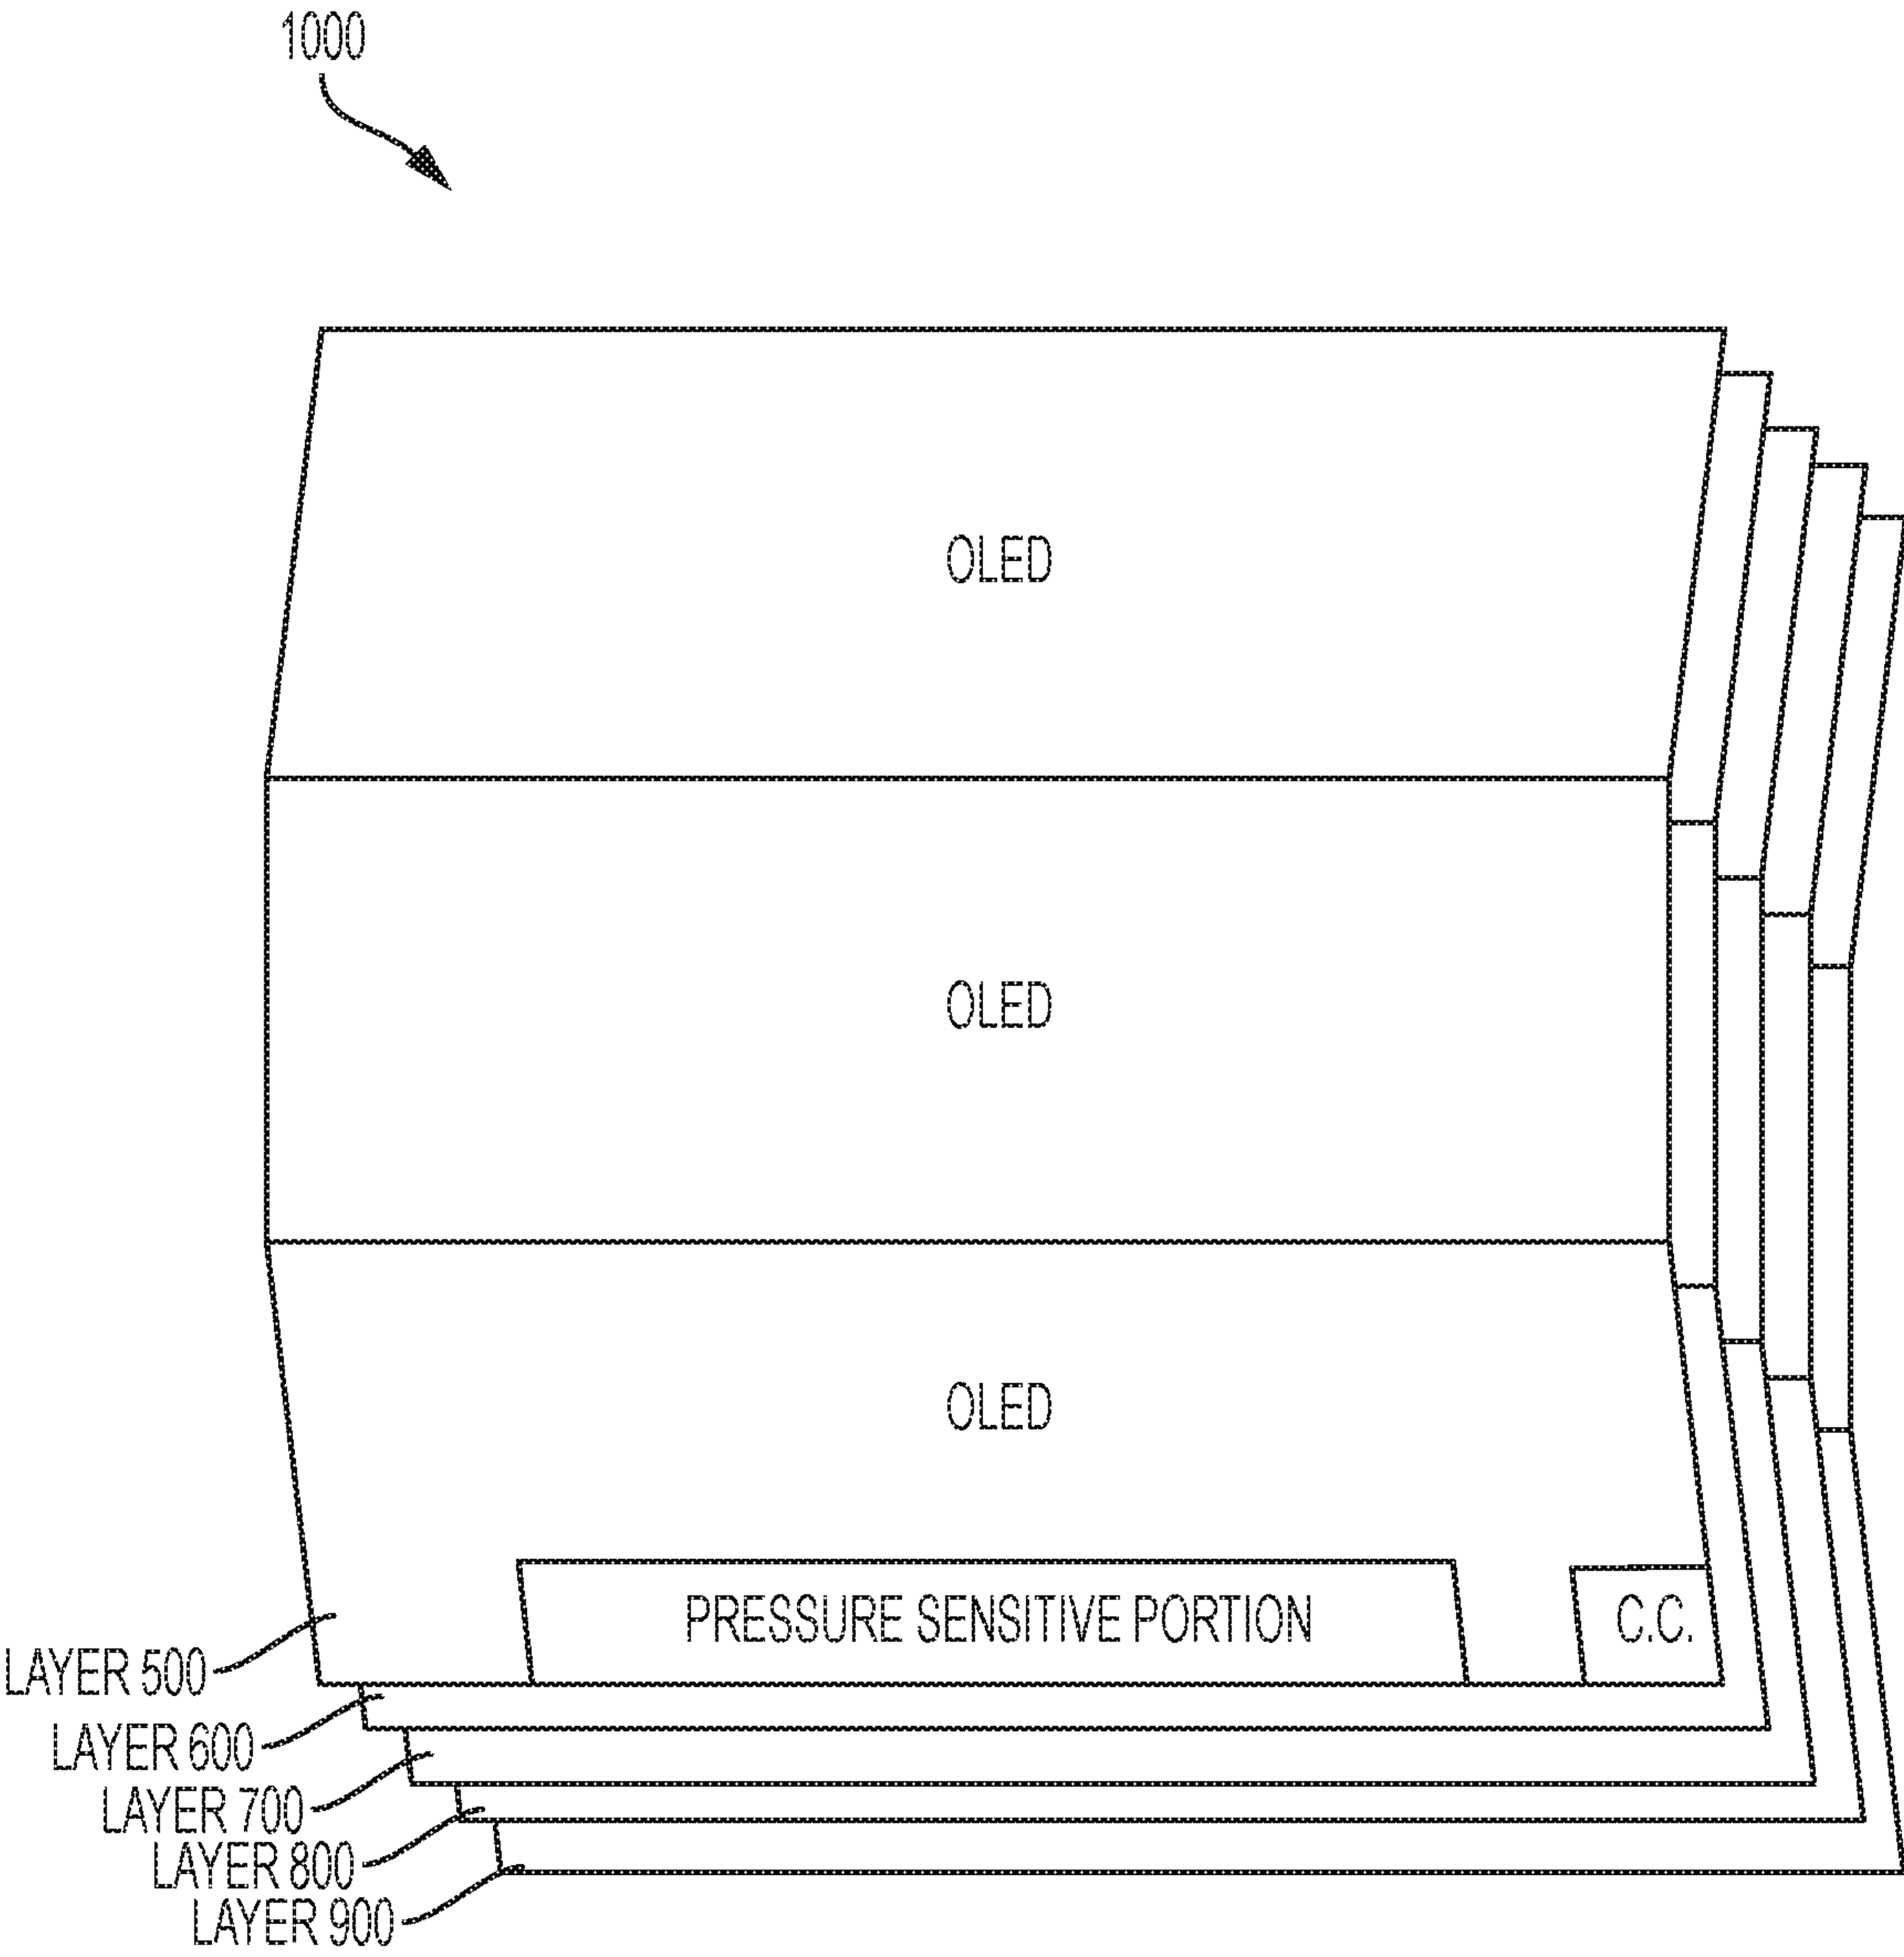 1000
OLED
OLED
OLED
PRESSURE SENSITIVE PORTION
C.C.
LAYER 500
LAYER 600
LAYER 700
LAYER 800
LAYER 900